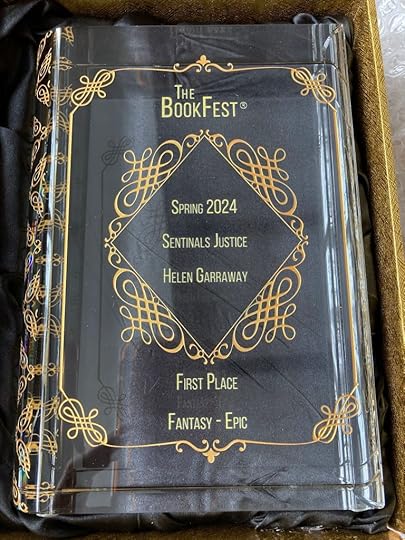 The
BookFest®
Spring 2024
Sentinals Justice
Helen Garraway
First Place
Fantasy - Epic